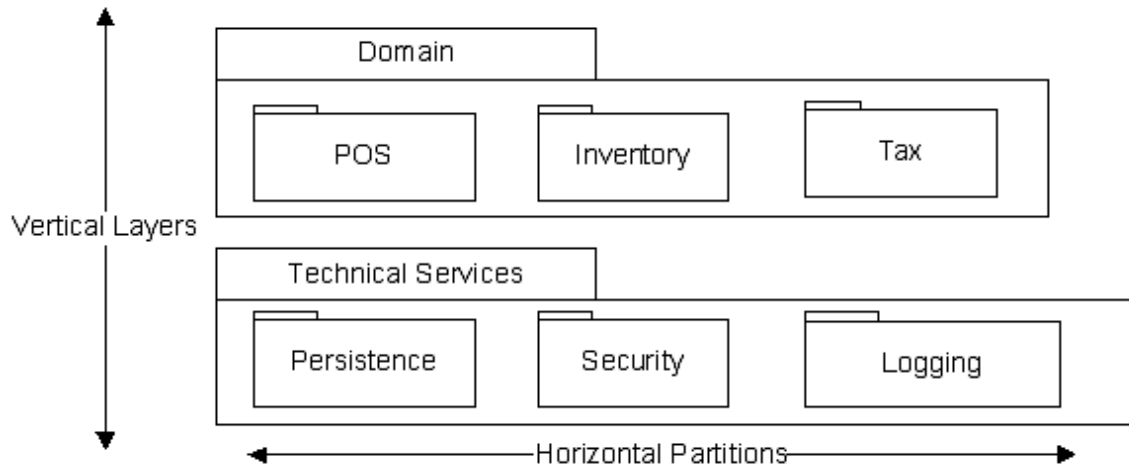 Domain
POS
Inventory
Tax
Vertical Layers
Technical Services
Persistence
Security
Logging
Horizontal Partitions